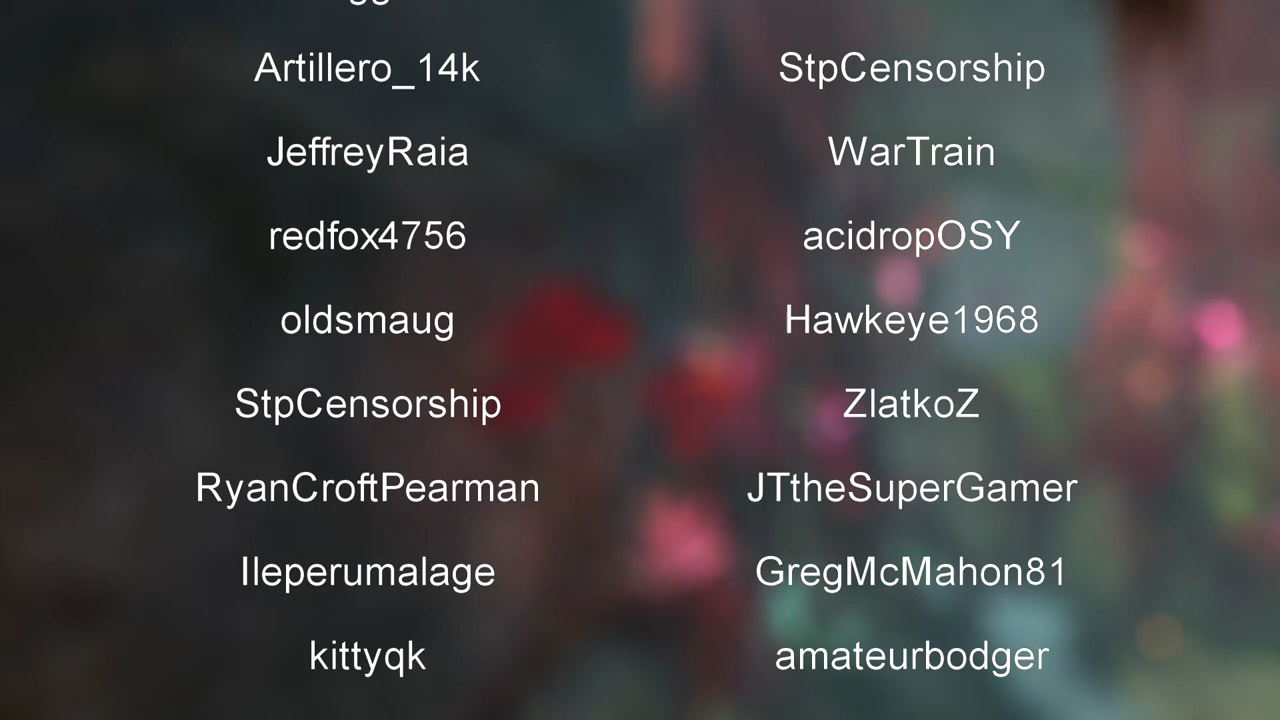 Artillero_14k StpCensorship
JeffreyRaia WarTrain
redfox4756 acidropOSY
oldsmaug Hawkeye1968
StpCensorship ZlatkoZ
RyanCroftPearman JTtheSuperGamer
Ileperumalage GregMcMahon81
kittyqk amateurbodger